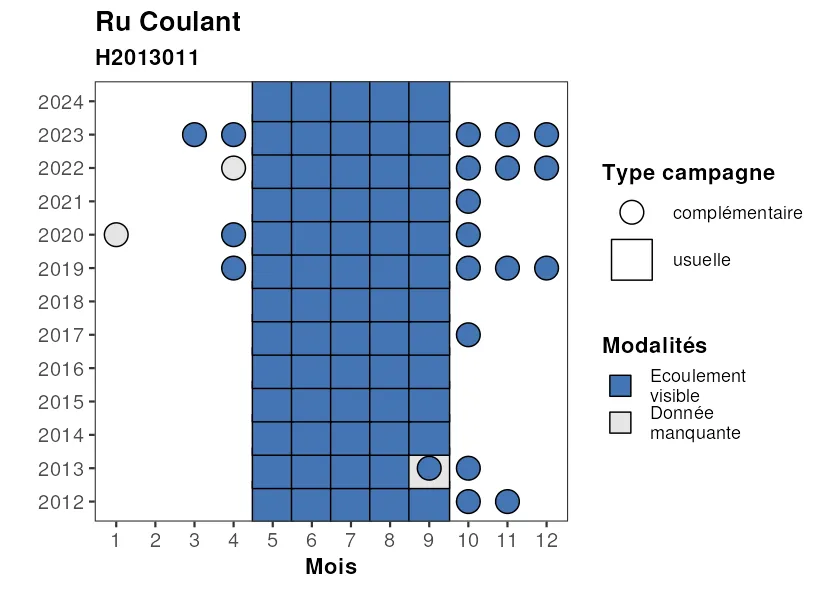 Ru Coulant
H2013011
2024
2023
2022
2021
2020
2019
2018
2017
2016
2015
2014
2013
2012
1 2 3 4 5 6 7 8 9 10 11 12
Mois
Type campagne
complémentaire
usuelle
Modalités
Ecoulement
visible
Donnée
manquante